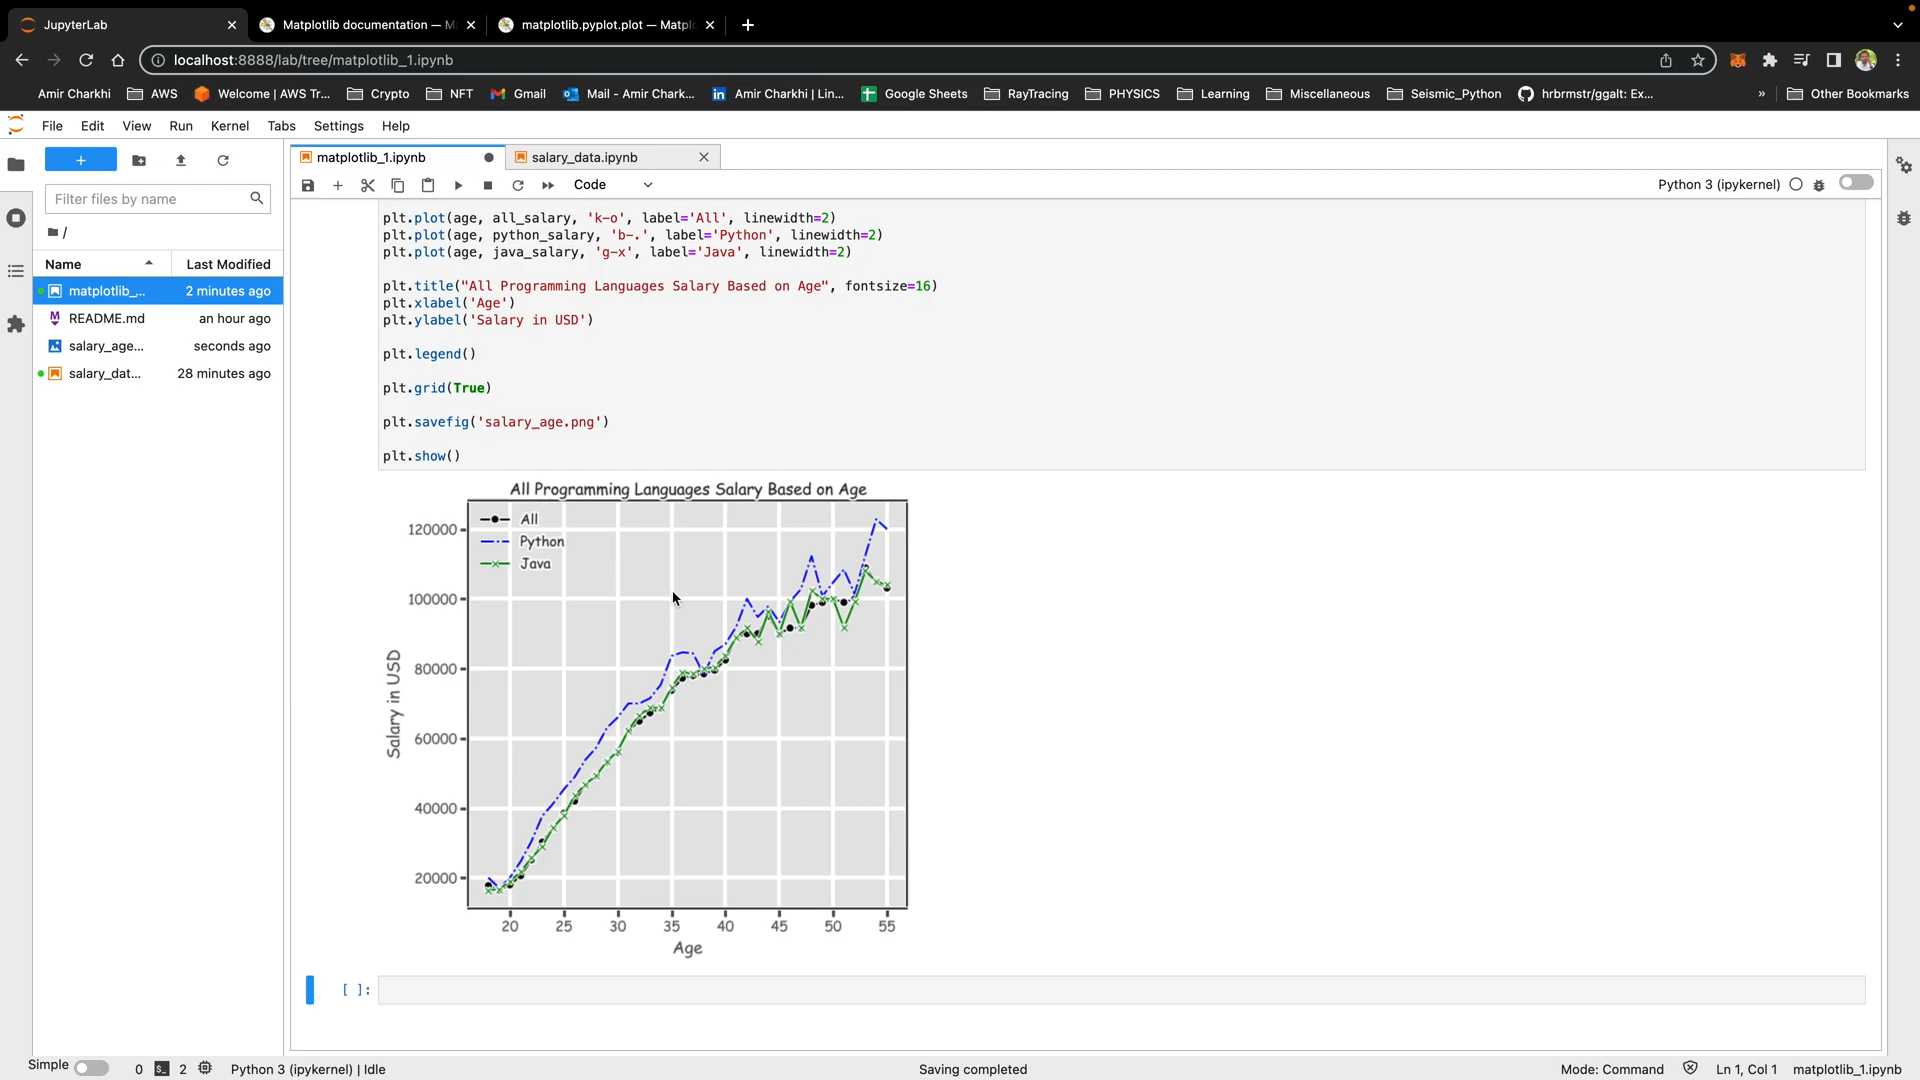 JupyterLab
Matplotlib documentation — M
matplotlib.pyplot.plot — Matpl
localhost:8888/lab/tree/matplotlib_1.ipynb
Amir Charkhi AWS Welcome | AWS Tr... Crypto NFT Gmail Mail - Amir Chark... Amir Charkhi | Lin... Google Sheets RayTracing PHYSICS Learning Miscellaneous Seismic_Python hrbrmstr/ggalt: Ex... » Other Bookmarks
File Edit View Run Kernel Tabs Settings Help
matplotlib_1.ipynb
salary_data.ipynb
Code
Python 3 (ipykernel)
Filter files by name
/
Name Last Modified
matplotlib_... 2 minutes ago
README.md an hour ago
salary_age... seconds ago
salary_dat... 28 minutes ago
plt.plot(age, all_salary, 'k-o', label='All', linewidth=2)
plt.plot(age, python_salary, 'b-.', label='Python', linewidth=2)
plt.plot(age, java_salary, 'g-x', label='Java', linewidth=2)
plt.title("All Programming Languages Salary Based on Age", fontsize=16)
plt.xlabel('Age')
plt.ylabel('Salary in USD')
plt.legend()
plt.grid(True)
plt.savefig('salary_age.png')
plt.show()
All Programming Languages Salary Based on Age
All
Python
Java
120000
100000
80000
60000
40000
20000
Salary in USD
20 25 30 35 40 45 50 55
Age
[ ]:
Simple 0 2 Python 3 (ipykernel) | Idle Saving completed Mode: Command Ln 1, Col 1 matplotlib_1.ipynb